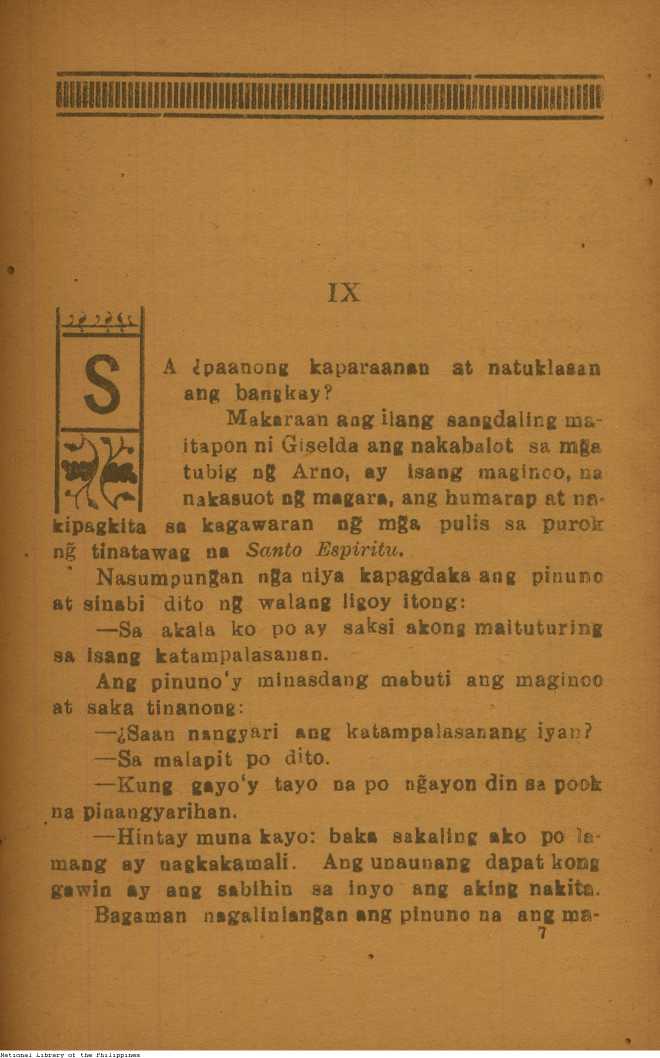 IX
SA ¿paanong kaparaanan at natuklasan
ang bangkay?
Makaraan ang ilang sangdaling ma-
itapon ni Giselda ang nakabalot sa mg̃a
tubig ng̃ Arno, ay isang maginoo, na
nakasuot ng̃ magara, ang humarap at na-
kipagkita sa kagawaran ng̃ mg̃a pulis sa purok
ng̃ tinatawag na Santo Espiritu.
Nasumpungan nga niya kapagdaka ang pinuno
at sinabi dito ng̃ walang ligoy itong:
—Sa akala ko po ay saksi akong maituturing
sa isang katampalasanan.
Ang pinuno'y minasdang mabuti ang maginoo
at saka tinanong:
—¿Saan nangyari ang katampalasanang iyan?
—Sa malapit po dito.
—Kung gayo'y tayo na po ng̃ayon din sa pook
na pinangyarihan.
—Hintay muna kayo: baka sakaling ako po la-
mang ay nagkakamali. Ang unaunang dapat kong
gawin ay ang sabihin sa inyo ang aking nakita.
Bagaman nagalinlangan ang pinuno na ang ma-
7
National Library of the Philippines